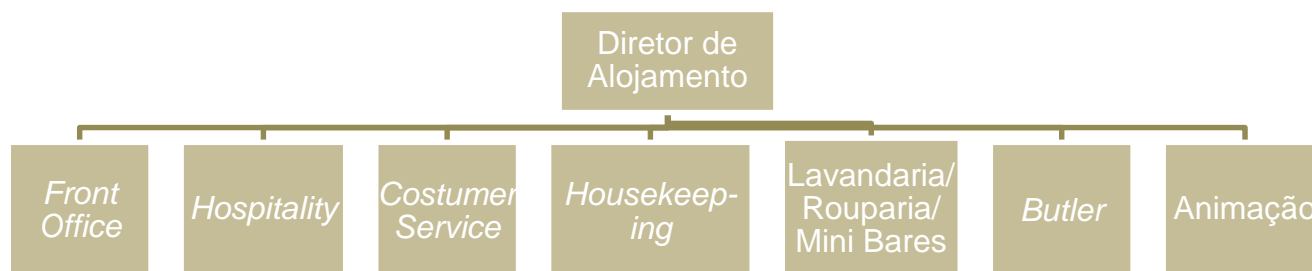 Diretor de
Alojamento
Front
Office
Hospitality
Costumer
Service
Housekeep-
ing
Lavandaria/
Rouparia/
Mini Bares
Butler
Animação